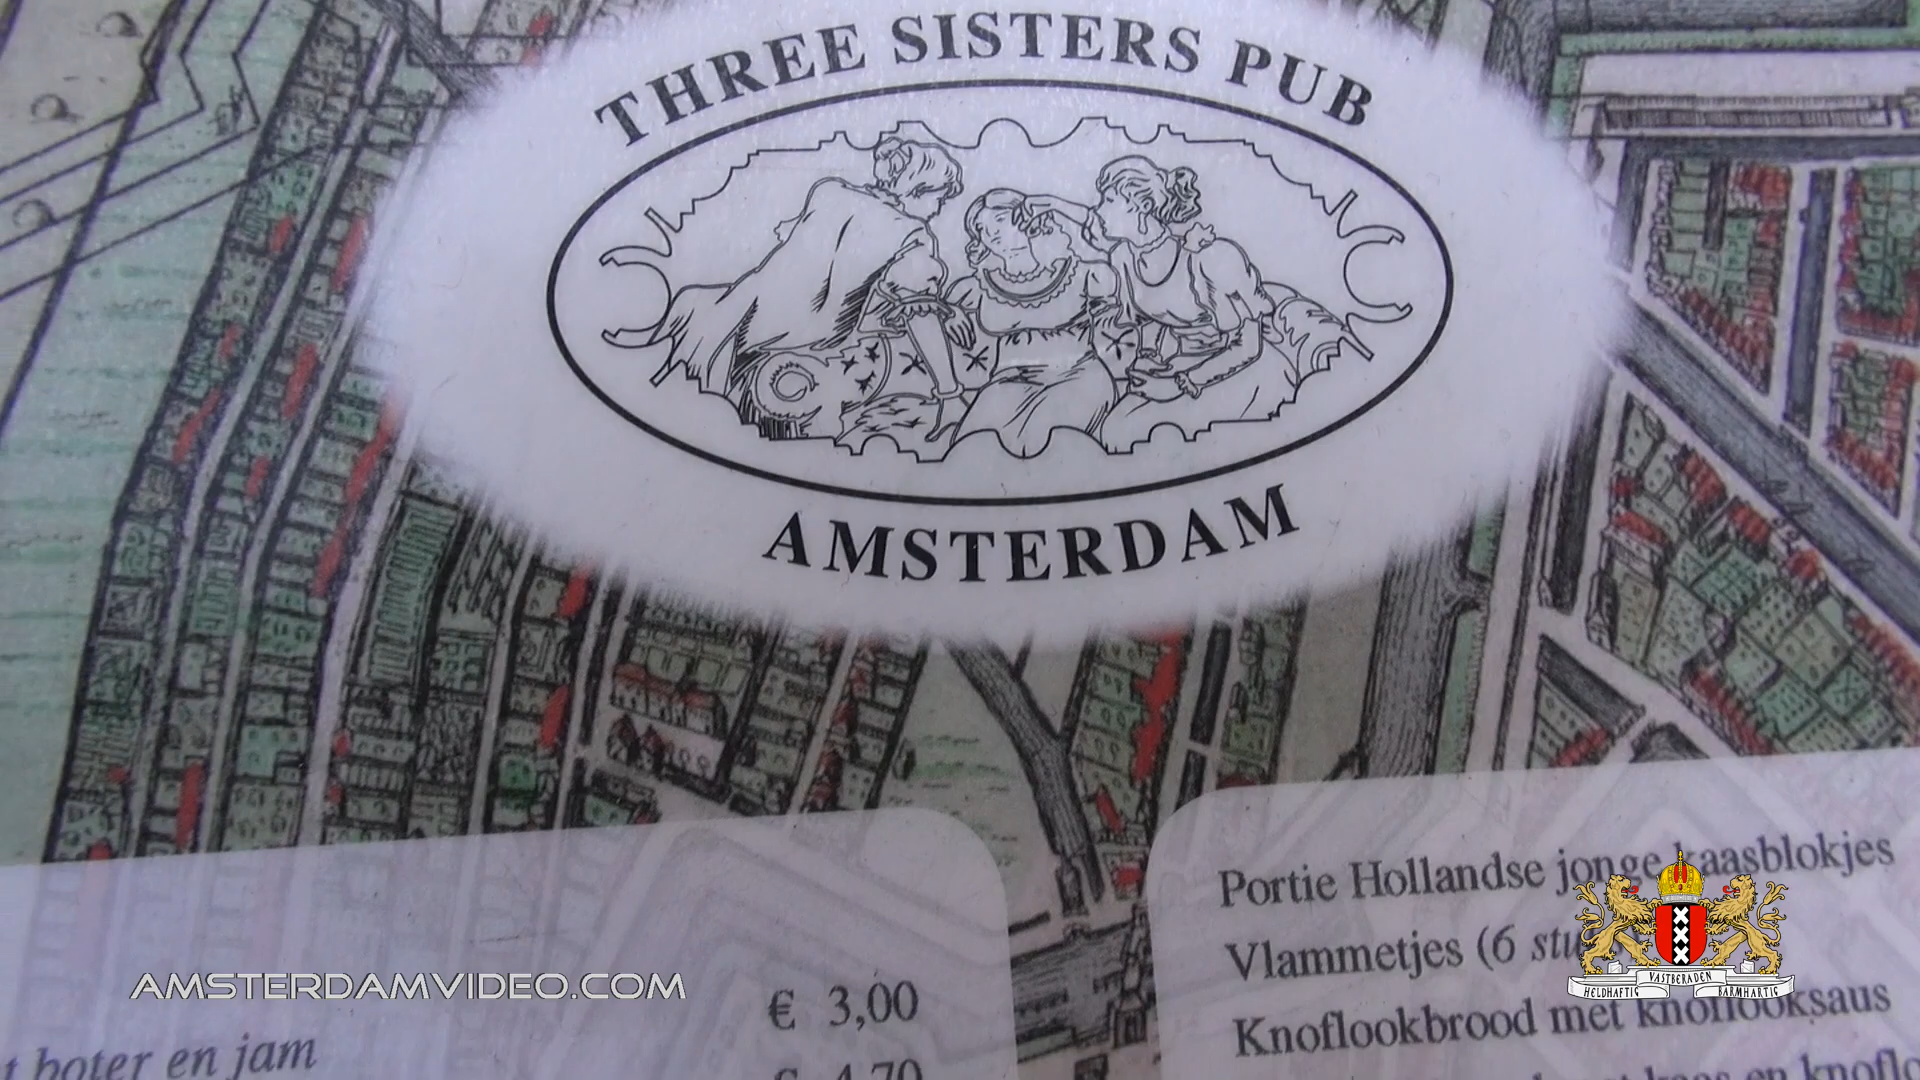 THREE SISTERS PUB
AMSTERDAM
€ 3,00
boter en jam
Portie Hollandse jonge kaasblokjes
Vlammetjes (6
Knoflookbrood met knoflooksaus
en
AMSTERDAMVIDEO.COM
HELDHAFTIG VASTBERADEN BARMHARTIG